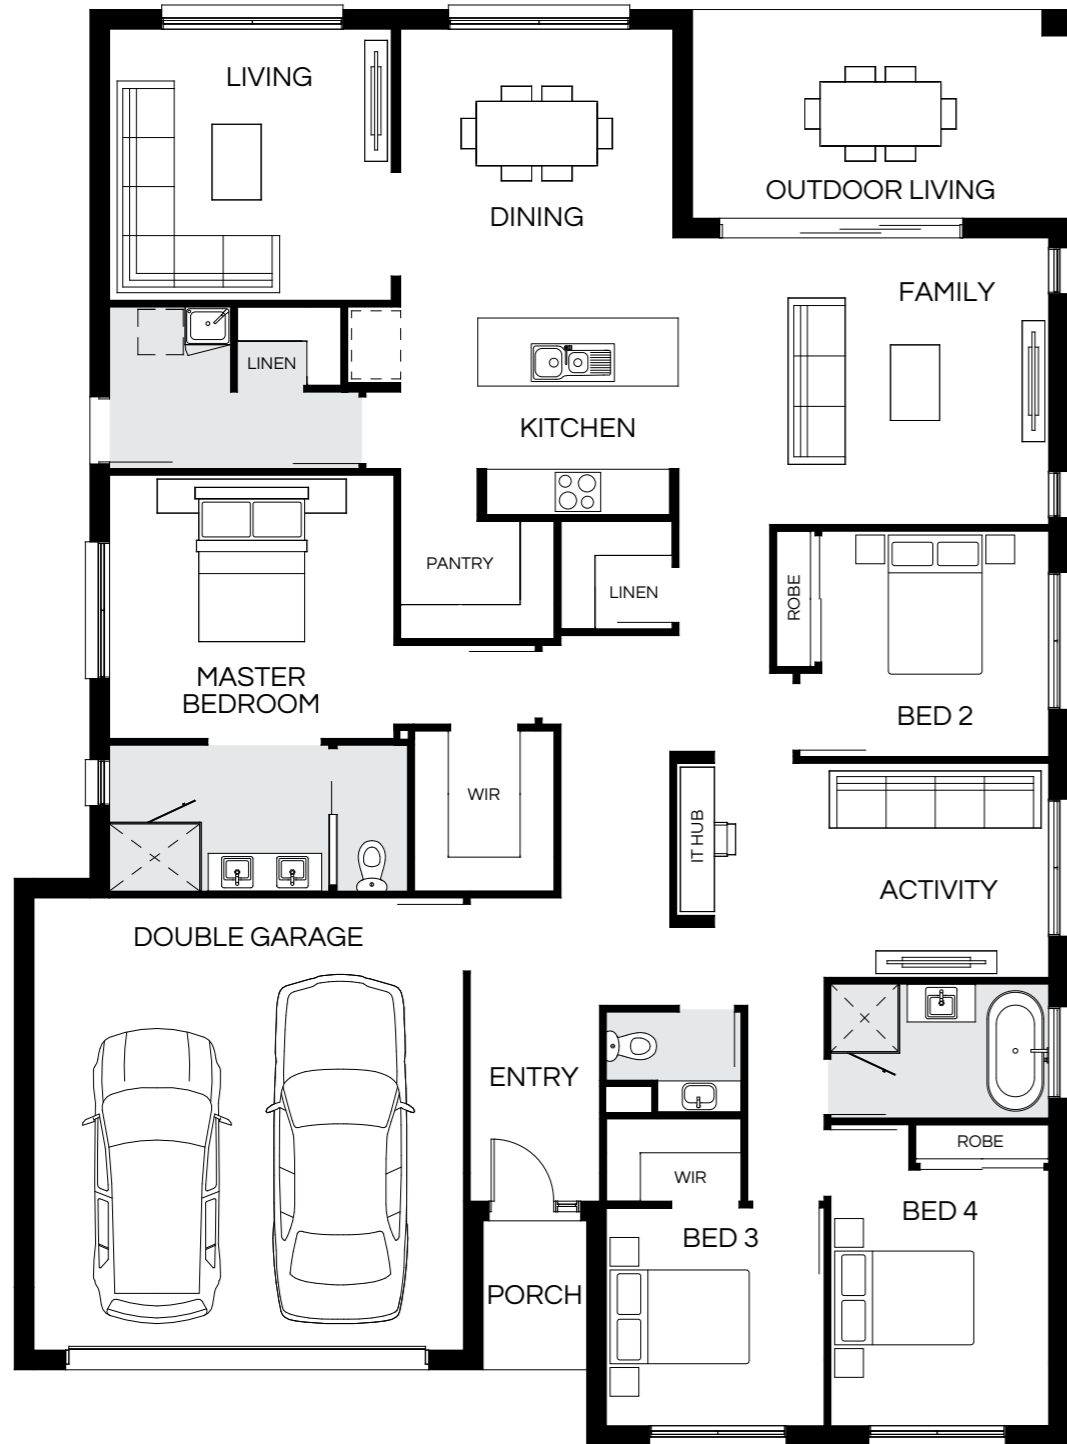 LIVING
DINING
OUTDOOR LIVING
FAMILY
LINEN
KITCHEN
PANTRY
LINEN
ROBE
MASTER
BEDROOM
BED 2
WIR
IT HUB
ACTIVITY
DOUBLE GARAGE
ENTRY
ROBE
WIR
BED 4
BED 3
PORCH